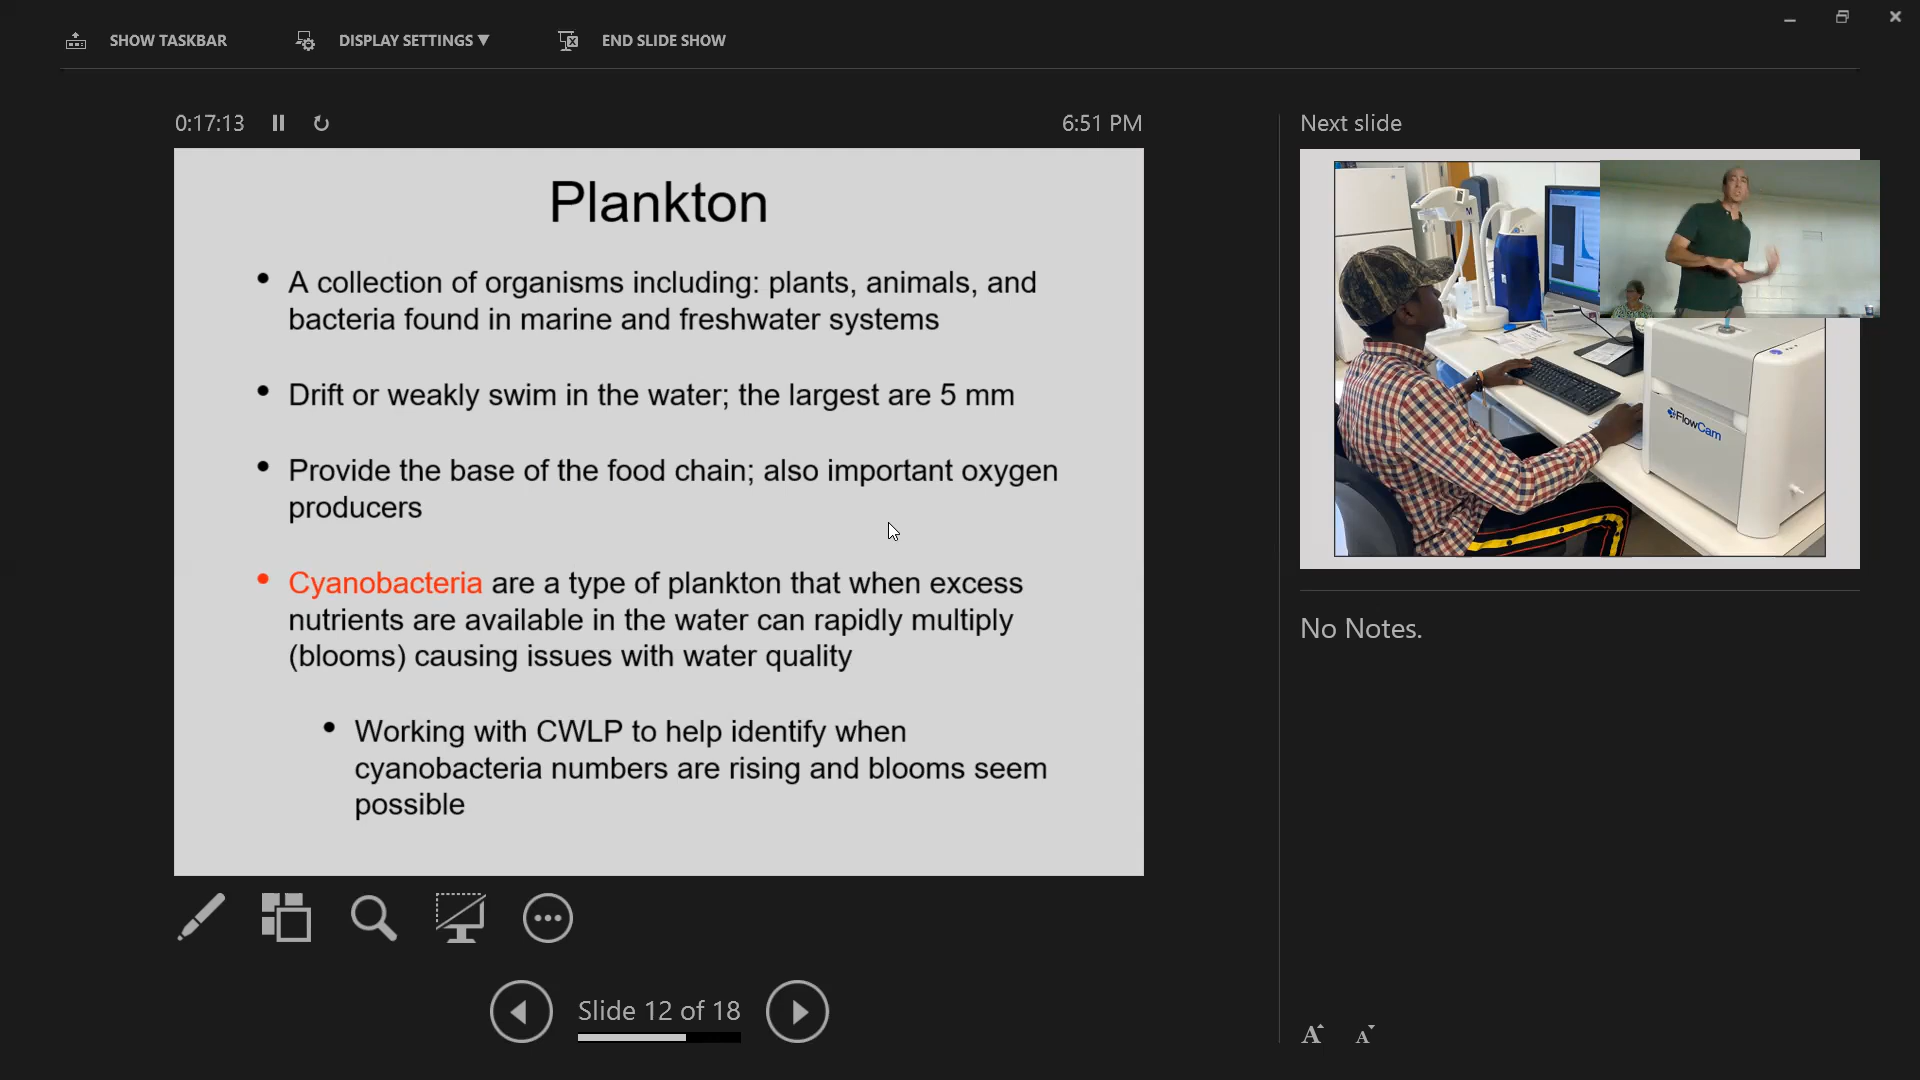 SHOW TASKBAR
DISPLAY SETTINGS ▼
END SLIDE SHOW
0:17:13
6:51 PM
Next slide
Plankton
• A collection of organisms including: plants, animals, and
bacteria found in marine and freshwater systems
• Drift or weakly swim in the water; the largest are 5 mm
• Provide the base of the food chain; also important oxygen
producers
• Cyanobacteria are a type of plankton that when excess
nutrients are available in the water can rapidly multiply
(blooms) causing issues with water quality
• Working with CWLP to help identify when
cyanobacteria numbers are rising and blooms seem
possible
FlowCam
No Notes.
Slide 12 of 18
A A